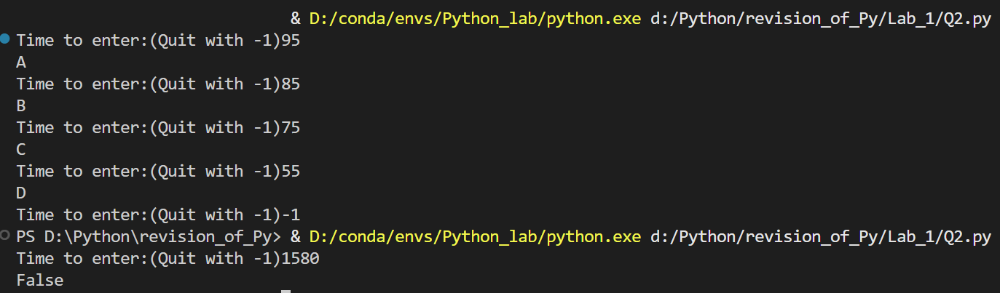 & D:/conda/envs/Python_lab/python.exe d:/Python/revision_of_Py/Lab_1/Q2.py
Time to enter:(Quit with -1)95
A
Time to enter:(Quit with -1)85
B
Time to enter:(Quit with -1)75
C
Time to enter:(Quit with -1)55
D
Time to enter:(Quit with -1)-1
PS D:\Python\revision_of_Py> & D:/conda/envs/Python_lab/python.exe d:/Python/revision_of_Py/Lab_1/Q2.py
Time to enter:(Quit with -1)1580
False